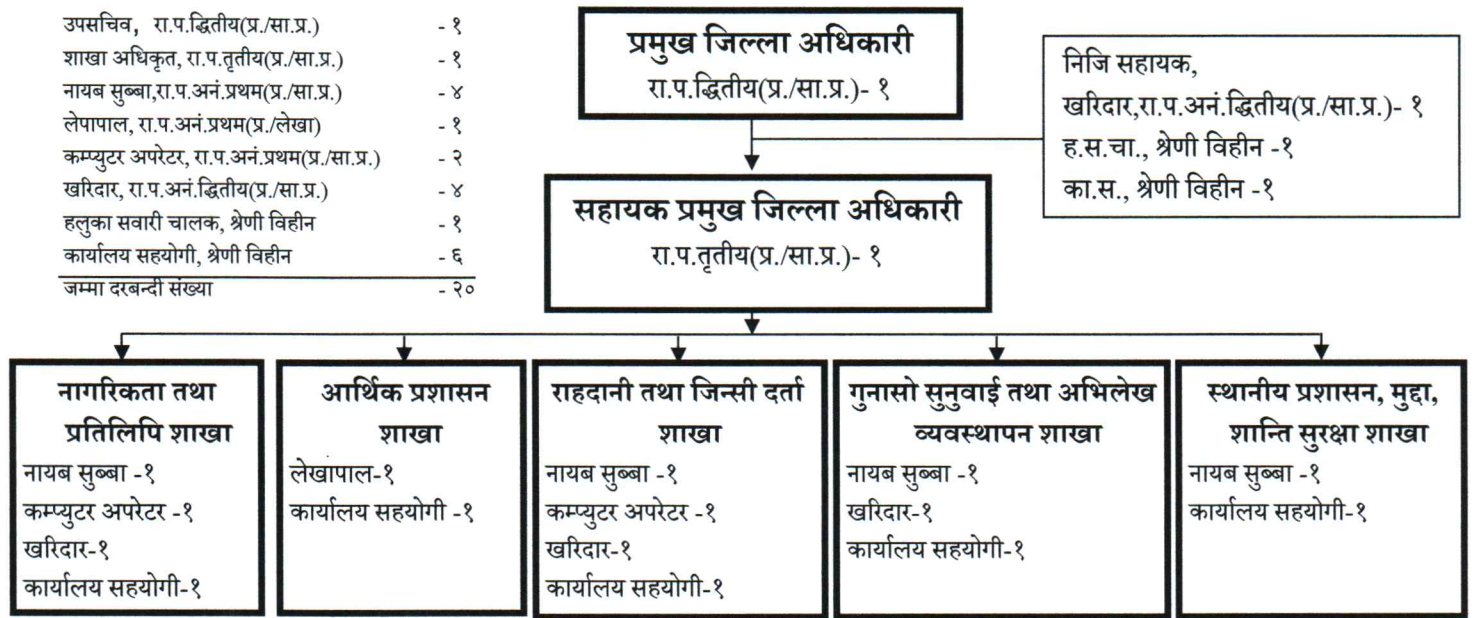 उपसचिव, रा.प.द्धितीय(प्र./सा.प्र.) - १
शाखा अधिकृत, रा.प.तृतीय(प्र./सा.प्र.) - १
नायब सुब्बा,रा.प.अनं.प्रथम(प्र./सा.प्र.) - ४
लेपापाल, रा.प.अनं.प्रथम(प्र./लेखा) - १
कम्प्युटर अपरेटर, रा.प.अनं.प्रथम(प्र./सा.प्र.) - २
खरिदार, रा.प.अनं.द्धितीय(प्र./सा.प्र.) - ४
हलुका सवारी चालक, श्रेणी विहीन - १
कार्यालय सहयोगी, श्रेणी विहीन - ६
जम्मा दरबन्दी संख्या - २०
प्रमुख जिल्ला अधिकारी
रा.प.द्धितीय(प्र./सा.प्र.)- १
निजि सहायक,
खरिदार,रा.प.अनं.द्धितीय(प्र./सा.प्र.)- १
ह.स.चा., श्रेणी विहीन -१
का.स., श्रेणी विहीन -१
सहायक प्रमुख जिल्ला अधिकारी
रा.प.तृतीय(प्र./सा.प्र.)- १
नागरिकता तथा
प्रतिलिपि शाखा
नायब सुब्बा -१
कम्प्युटर अपरेटर -१
खरिदार-१
कार्यालय सहयोगी-१
आर्थिक प्रशासन
शाखा
लेखापाल-१
कार्यालय सहयोगी -१
राहदानी तथा जिन्सी दर्ता
शाखा
नायब सुब्बा -१
कम्प्युटर अपरेटर -१
खरिदार-१
कार्यालय सहयोगी-१
गुनासो सुनुवाई तथा अभिलेख
व्यवस्थापन शाखा
नायब सुब्बा -१
खरिदार-१
कार्यालय सहयोगी-१
स्थानीय प्रशासन, मुद्दा,
शान्ति सुरक्षा शाखा
नायब सुब्बा -१
कार्यालय सहयोगी-१